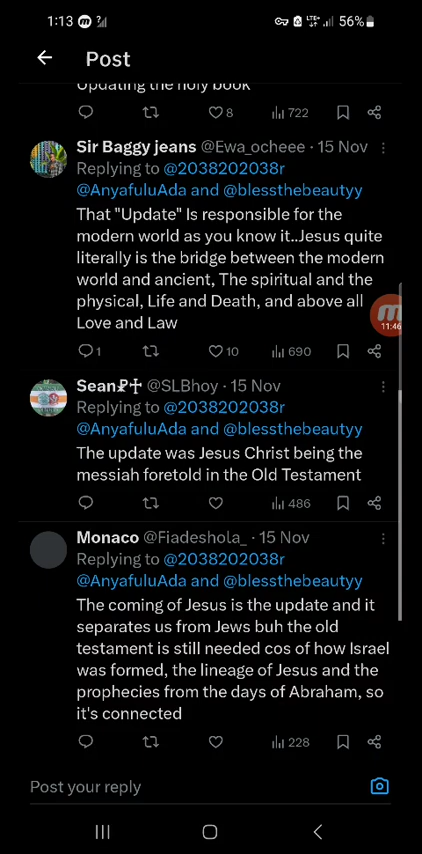 1:13 56%
Post
Updating the holy book
8 722
Sir Baggy jeans @Ewa_ocheee · 15 Nov
Replying to @2038202038r
@AnyafuluAda and @blessthebeautyy
That "Update" Is responsible for the
modern world as you know it..Jesus quite
literally is the bridge between the modern
world and ancient, The spiritual and the
physical, Life and Death, and above all
Love and Law
11:46
1 10 690
Sean☧✝ @SLBhoy · 15 Nov
Replying to @2038202038r
@AnyafuluAda and @blessthebeautyy
The update was Jesus Christ being the
messiah foretold in the Old Testament
486
Monaco @Fiadeshola_ · 15 Nov
Replying to @2038202038r
@AnyafuluAda and @blessthebeautyy
The coming of Jesus is the update and it
separates us from Jews buh the old
testament is still needed cos of how Israel
was formed, the lineage of Jesus and the
prophecies from the days of Abraham, so
it's connected
228
Post your reply